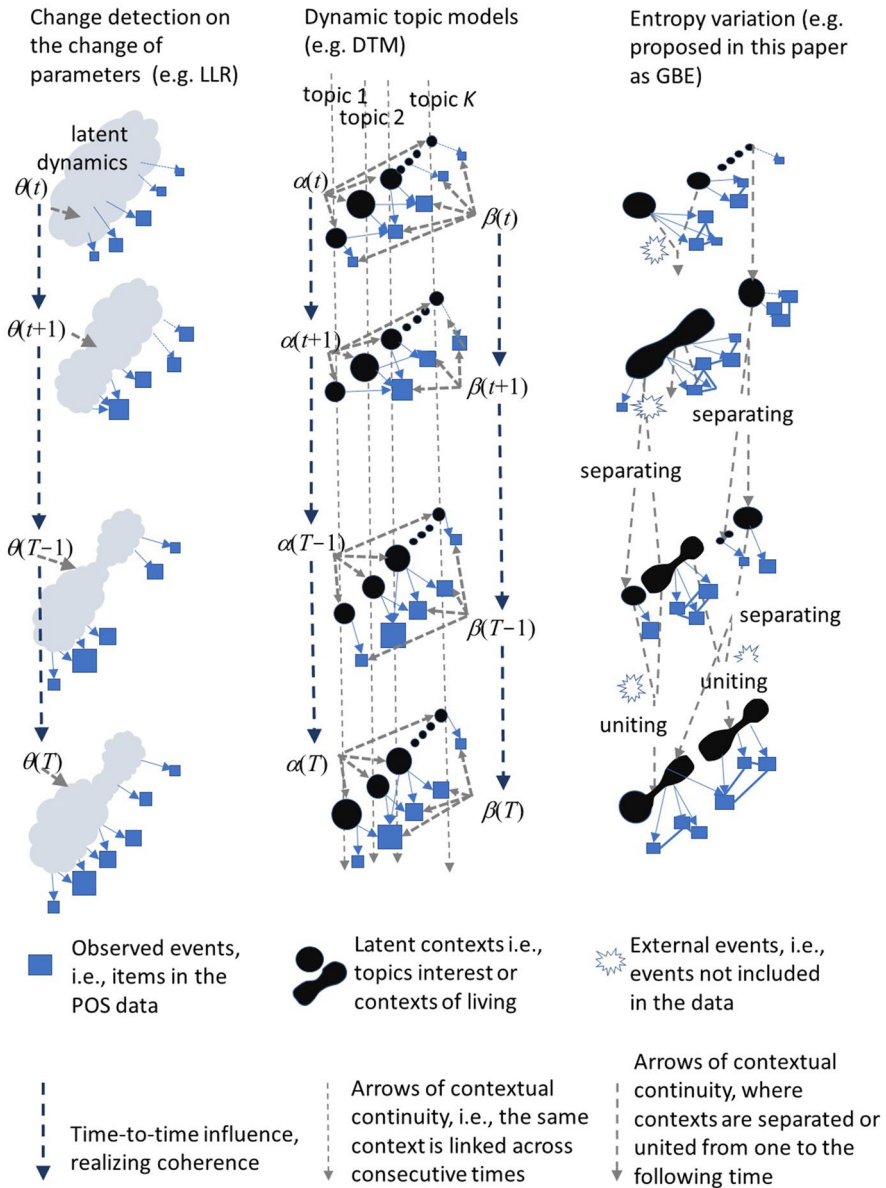 Change detection on
the change of
parameters (e.g. LLR)
Dynamic topic models
(e.g. DTM)
Entropy variation (e.g.
proposed in this paper
as GBE)
latent
dynamics
θ(t)
θ(t+1)
θ(T−1)
θ(T)
topic 1
topic 2
topic K
α(t)
β(t)
α(t+1)
β(t+1)
α(T−1)
β(T−1)
α(T)
β(T)
separating
separating
separating
uniting
uniting
Observed events,
i.e., items in the
POS data
Latent contexts i.e.,
topics interest or
contexts of living
External events, i.e.,
events not included
in the data
Time-to-time influence,
realizing coherence
Arrows of contextual
continuity, i.e., the same
context is linked across
consecutive times
Arrows of contextual
continuity, where
contexts are separated or
united from one to the
following time